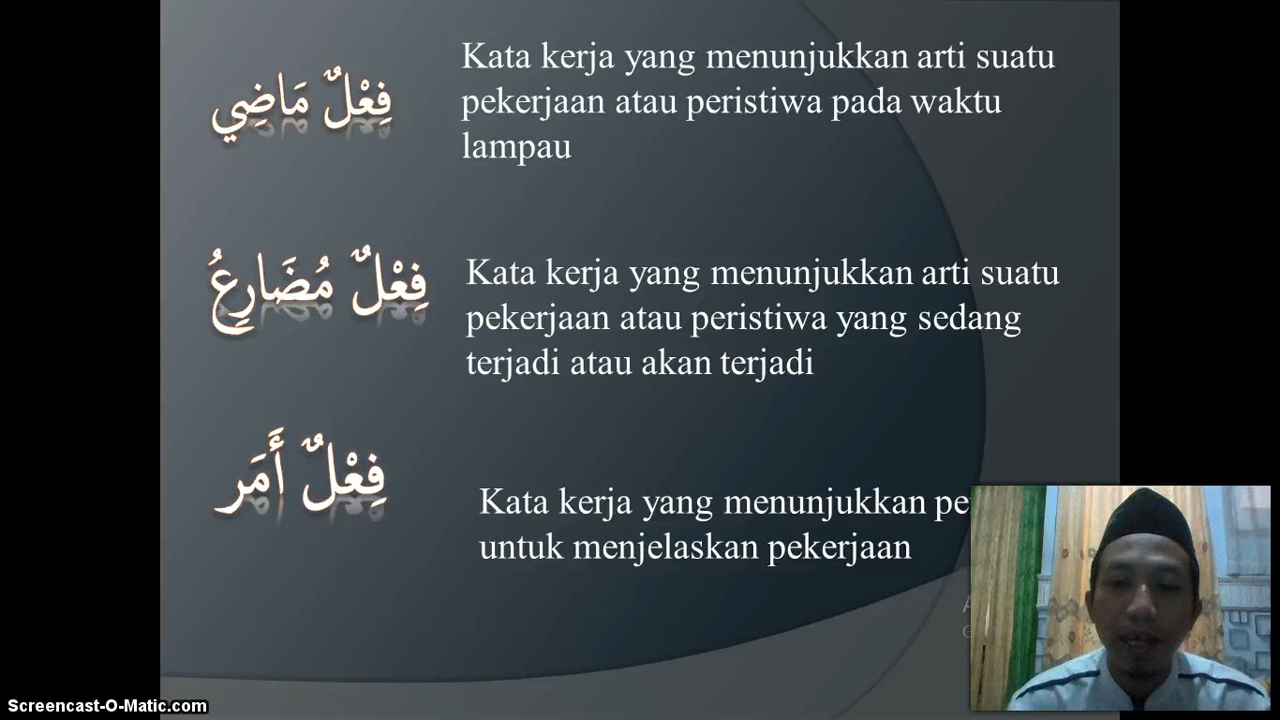 فِعْلٌ مَاضِي
Kata kerja yang menunjukkan arti suatu
pekerjaan atau peristiwa pada waktu
lampau
فِعْلٌ مُضَارِعُ
Kata kerja yang menunjukkan arti suatu
pekerjaan atau peristiwa yang sedang
terjadi atau akan terjadi
فِعْلٌ أَمَر
Kata kerja yang menunjukkan
untuk menjelaskan pekerjaan
Screencast-O-Matic.com